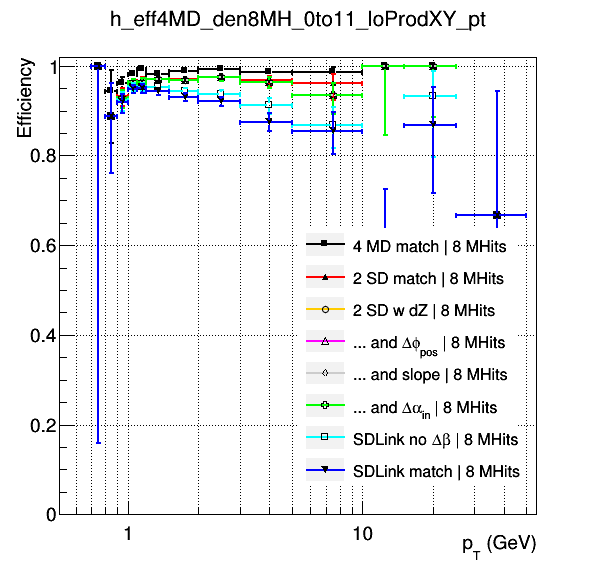 h_eff4MD_den8MH_0to11_loProdXY_pt
Efficiency
1
0.8
0.6
0.4
0.2
0
4 MD match | 8 MHits
2 SD match | 8 MHits
2 SD w dZ | 8 MHits
... and Δϕpos | 8 MHits
... and slope | 8 MHits
... and Δαin | 8 MHits
SDLink no Δβ | 8 MHits
SDLink match | 8 MHits
1
10
pT (GeV)